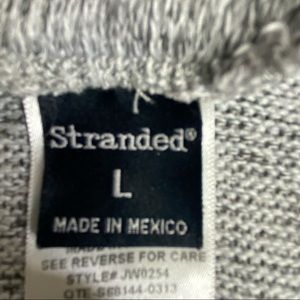 Stranded®
L
MADE IN MEXICO
SEE REVERSE FOR CARE
STYLE# JW0254